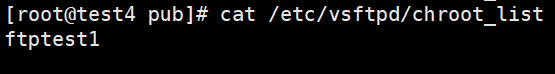 [root@test4 pub]# cat /etc/vsftpd/chroot_list
ftptest1